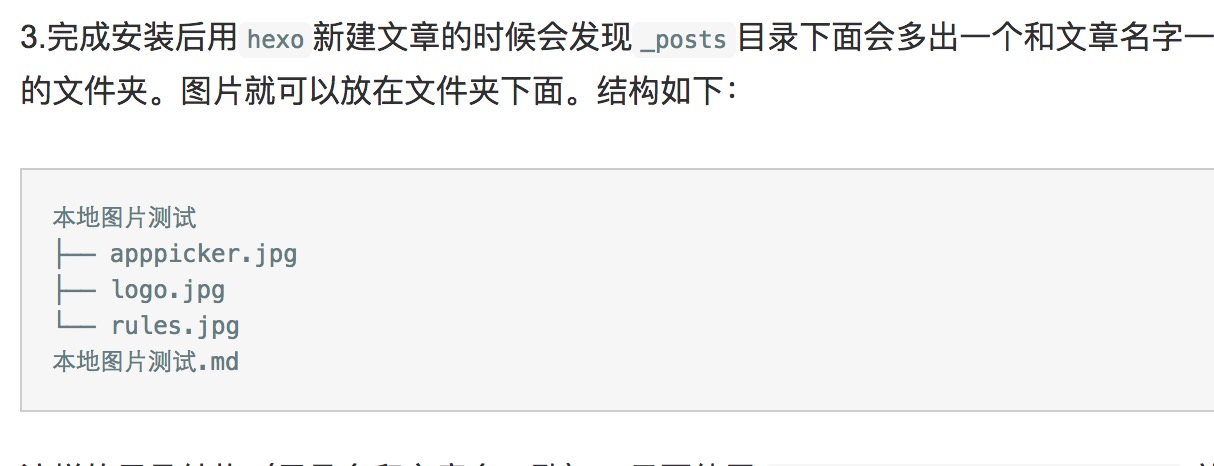 3.完成安装后用 hexo 新建文章的时候会发现 _posts 目录下面会多出一个和文章名字一
的文件夹。图片就可以放在文件夹下面。结构如下：
本地图片测试
├── apppicker.jpg
├── logo.jpg
└── rules.jpg
本地图片测试.md